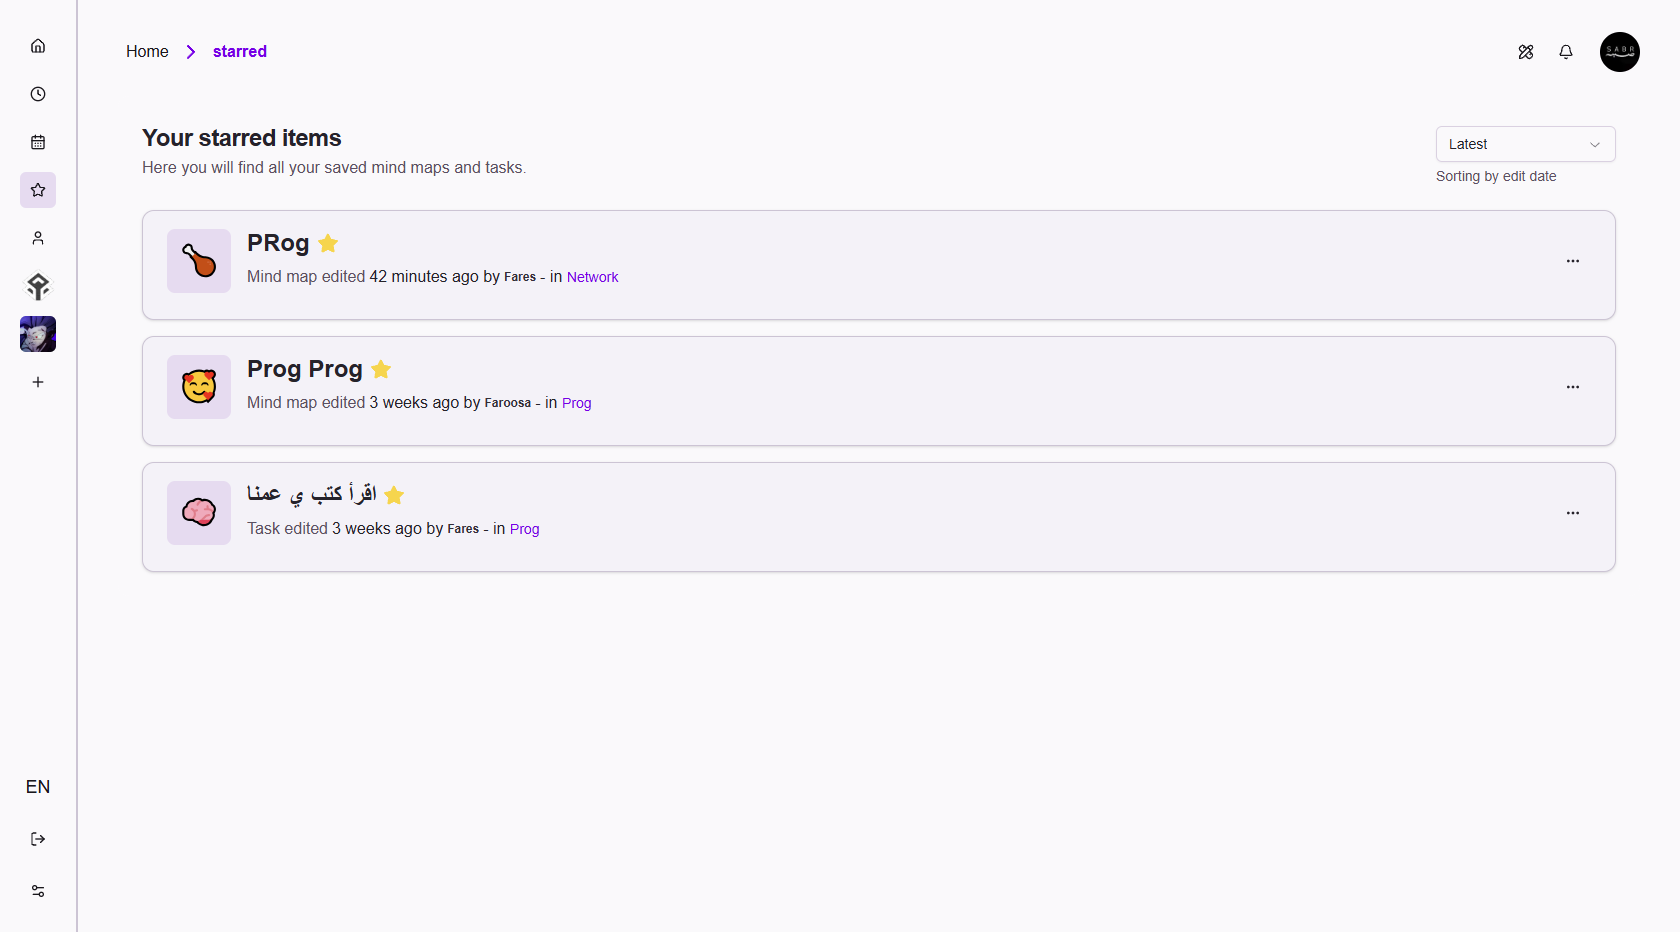 Home > starred
SABR
Your starred items
Here you will find all your saved mind maps and tasks.
Latest
Sorting by edit date
PRog
Mind map edited 42 minutes ago by Fares - in Network
Prog Prog
Mind map edited 3 weeks ago by Faroosa - in Prog
اقرأ كتب ي عمنا
Task edited 3 weeks ago by Fares - in Prog
EN